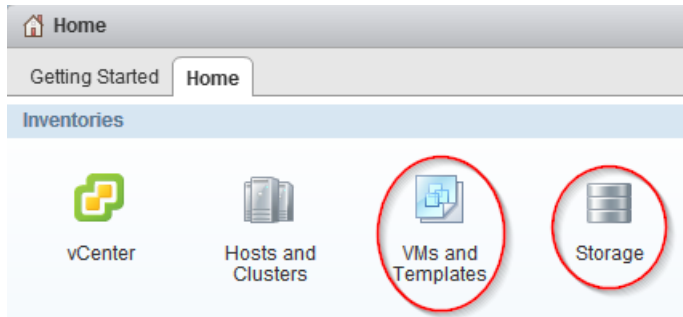 Home
Getting Started Home
Inventories
vCenter
Hosts and
Clusters
VMs and
Templates
Storage